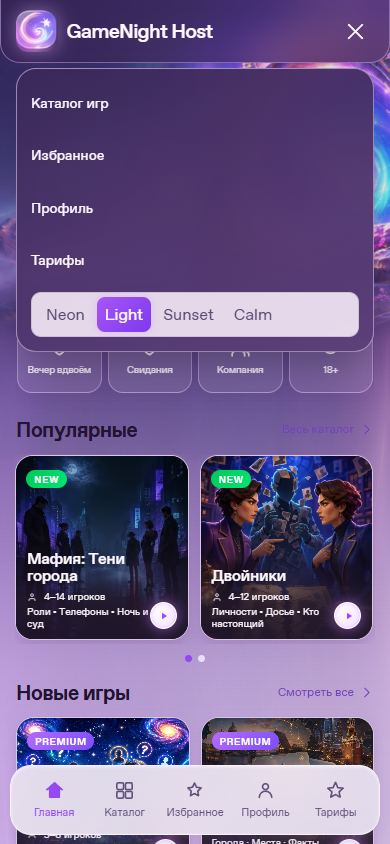 GameNight Host
Каталог игр
Избранное
Профиль
Тарифы
Neon Light Sunset Calm
Вечер вдвоём Свидания Компания 18+
Популярные Весь каталог
NEW
Мафия: Тени
города
4–14 игроков
Роли • Телефоны • Ночь и
суд
NEW
Двойники
4–12 игроков
Личности • Досье • Кто
настоящий
Новые игры Смотреть все
PREMIUM
PREMIUM
Главная Каталог Избранное Профиль Тарифы
игроков
Города · Места · Факты